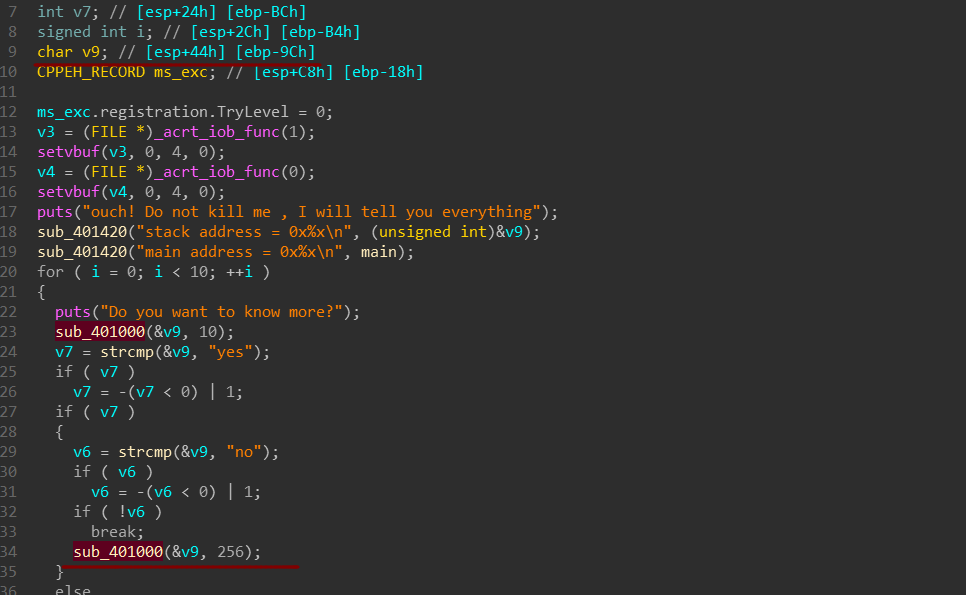 7 int v7; // [esp+24h] [ebp-BCh]
8 signed int i; // [esp+2Ch] [ebp-B4h]
9 char v9; // [esp+44h] [ebp-9Ch]
10 CPPEH_RECORD ms_exc; // [esp+C8h] [ebp-18h]
11
12 ms_exc.registration.TryLevel = 0;
13 v3 = (FILE *)_acrt_iob_func(1);
14 setvbuf(v3, 0, 4, 0);
15 v4 = (FILE *)_acrt_iob_func(0);
16 setvbuf(v4, 0, 4, 0);
17 puts("ouch! Do not kill me , I will tell you everything");
18 sub_401420("stack address = 0x%x\n", (unsigned int)&v9);
19 sub_401420("main address = 0x%x\n", main);
20 for ( i = 0; i < 10; ++i )
21 {
22 puts("Do you want to know more?");
23 sub_401000(&v9, 10);
24 v7 = strcmp(&v9, "yes");
25 if ( v7 )
26 v7 = -(v7 < 0) | 1;
27 if ( v7 )
28 {
29 v6 = strcmp(&v9, "no");
30 if ( v6 )
31 v6 = -(v6 < 0) | 1;
32 if ( !v6 )
33 break;
34 sub_401000(&v9, 256);
35 }
36 else